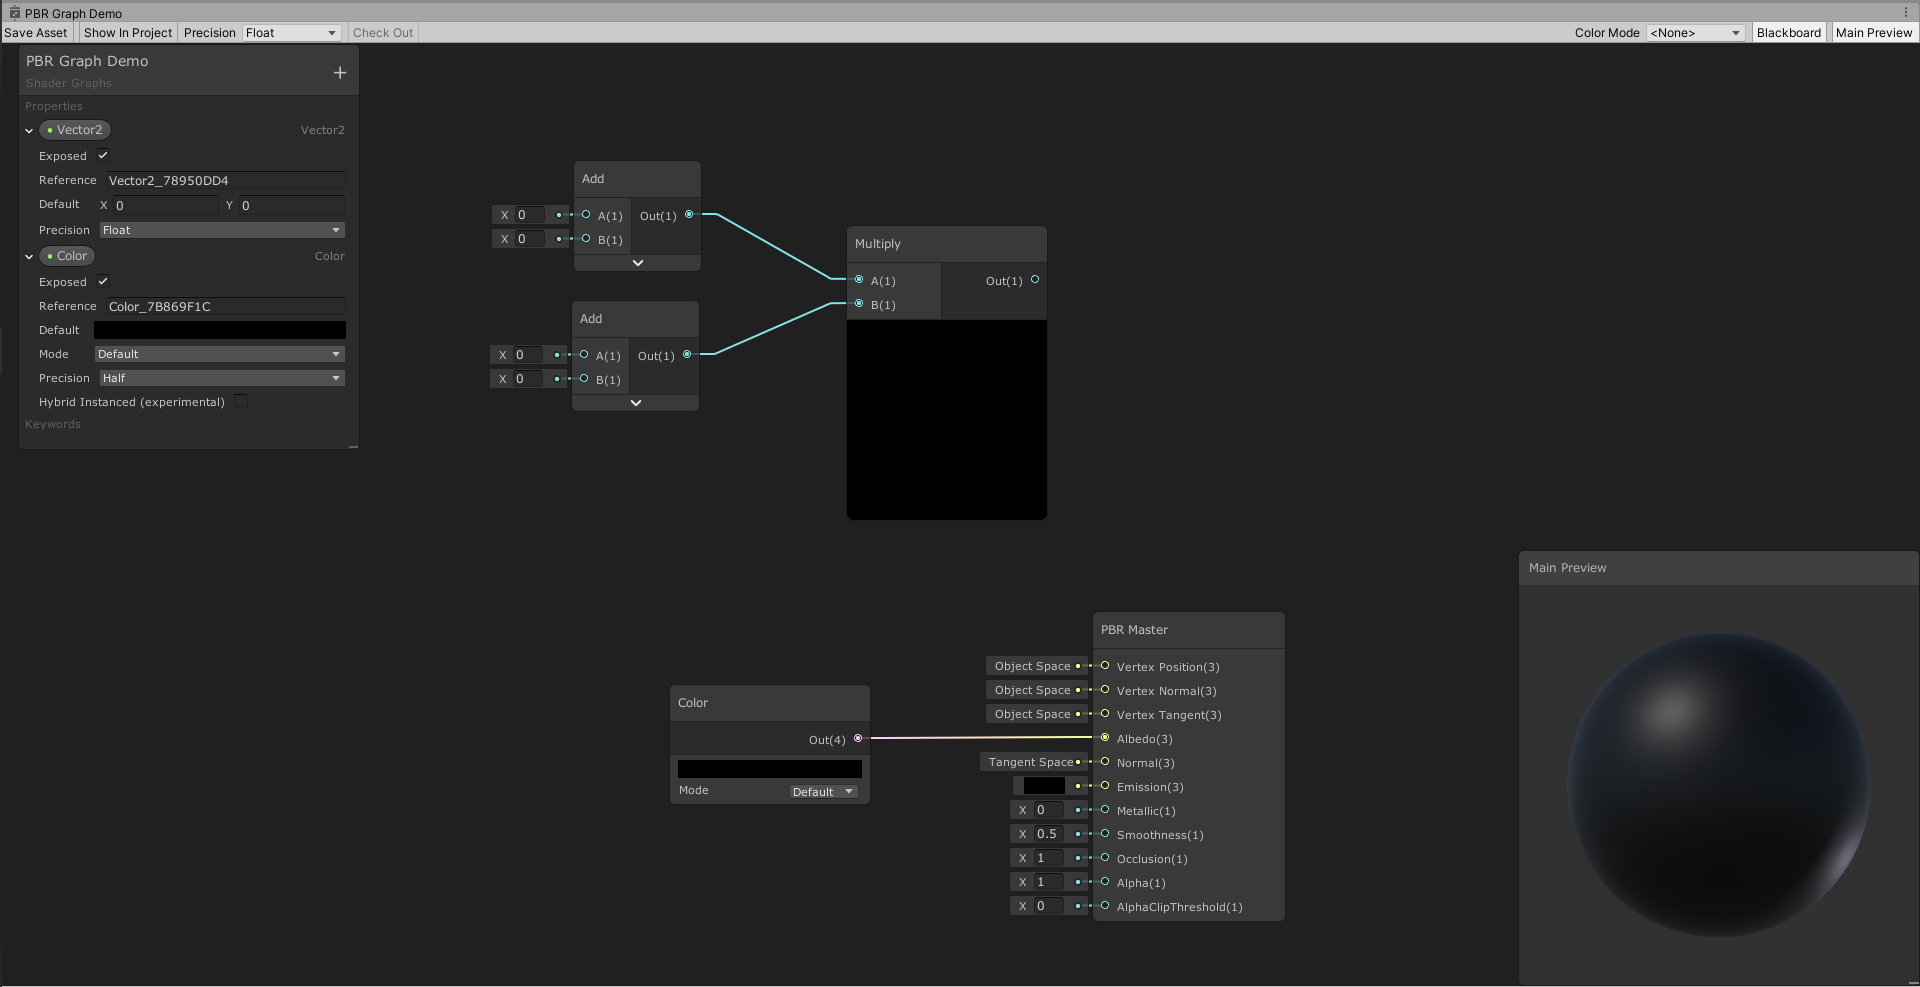 PBR Graph Demo
Save Asset Show In Project Precision Float Check Out Color Mode <None> Blackboard Main Preview
PBR Graph Demo
+
Shader Graphs
Properties
Vector2 Vector2
Exposed
Reference Vector2_78950DD4
Default X 0 Y 0
Precision Float
Color Color
Exposed
Reference Color_7B869F1C
Default
Mode Default
Precision Half
Hybrid Instanced (experimental)
Keywords
Add
X 0 A(1) Out(1)
X 0 B(1)
Add
X 0 A(1) Out(1)
X 0 B(1)
Multiply
A(1) Out(1)
B(1)
Color
Out(4)
Mode Default
PBR Master
Object Space Vertex Position(3)
Object Space Vertex Normal(3)
Object Space Vertex Tangent(3)
Albedo(3)
Tangent Space Normal(3)
Emission(3)
X 0 Metallic(1)
X 0.5 Smoothness(1)
X 1 Occlusion(1)
X 1 Alpha(1)
X 0 AlphaClipThreshold(1)
Main Preview